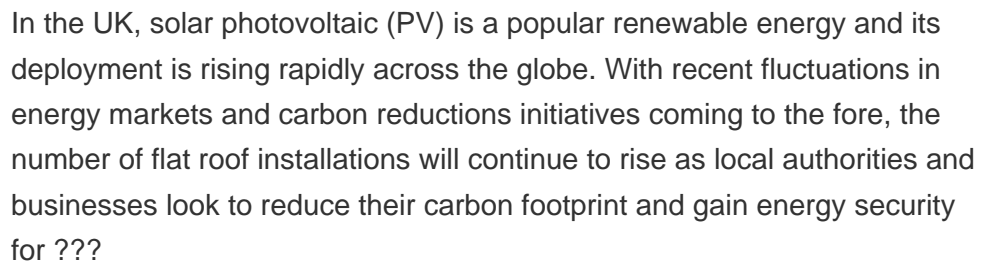 In the UK, solar photovoltaic (PV) is a popular renewable energy and its
deployment is rising rapidly across the globe. With recent fluctuations in
energy markets and carbon reductions initiatives coming to the fore, the
number of flat roof installations will continue to rise as local authorities and
businesses look to reduce their carbon footprint and gain energy security
for ???